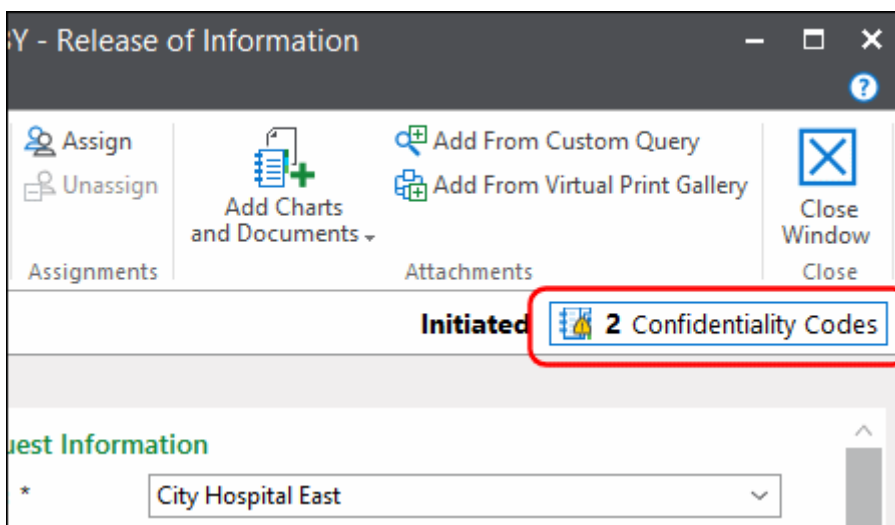 Y - Release of Information
Assign
Unassign
Add Charts
and Documents
Add From Custom Query
Add From Virtual Print Gallery
Close
Window
Assignments
Attachments
Close
Initiated
2 Confidentiality Codes
uest Information
*
City Hospital East